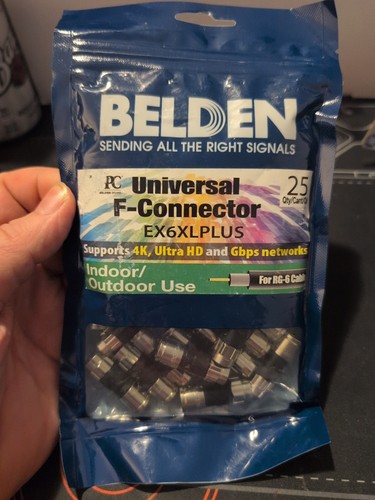 BELDEN
SENDING ALL THE RIGHT SIGNALS
PC
Universal
F-Connector
25
EX6XLPLUS
Supports 4K, Ultra HD and Gbps networks
Indoor/
Outdoor Use
For RG-6 Cable